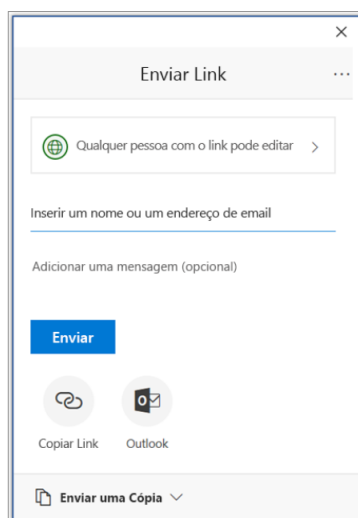 Enviar Link
Qualquer pessoa com o link pode editar
Inserir um nome ou um endereço de email
Adicionar uma mensagem (opcional)
Enviar
Copiar Link
Outlook
Enviar uma Cópia